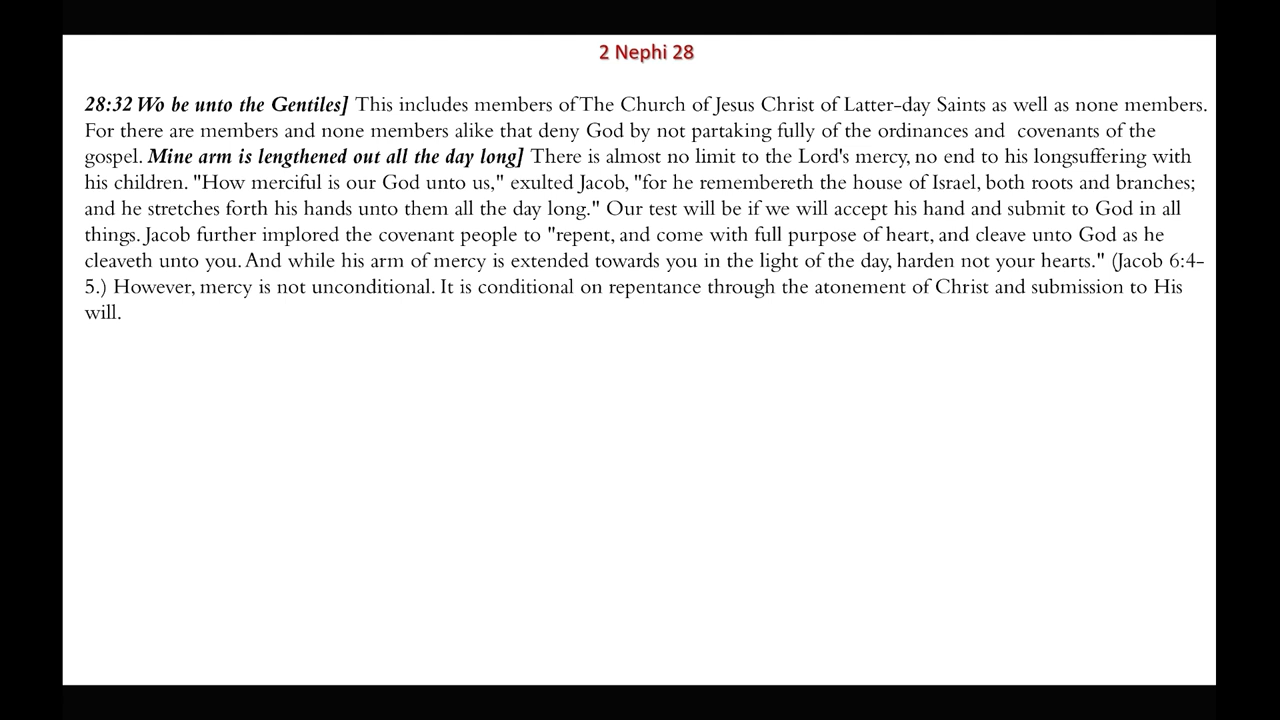 2 Nephi 28
28:32 Wo be unto the Gentiles] This includes members of The Church of Jesus Christ of Latter-day Saints as well as none members.
For there are members and none members alike that deny God by not partaking fully of the ordinances and  covenants of the
gospel. Mine arm is lengthened out all the day long] There is almost no limit to the Lord's mercy, no end to his longsuffering with
his children. "How merciful is our God unto us," exulted Jacob, "for he remembereth the house of Israel, both roots and branches;
and he stretches forth his hands unto them all the day long." Our test will be if we will accept his hand and submit to God in all
things. Jacob further implored the covenant people to "repent, and come with full purpose of heart, and cleave unto God as he
cleaveth unto you. And while his arm of mercy is extended towards you in the light of the day, harden not your hearts." (Jacob 6:4-
5.) However, mercy is not unconditional. It is conditional on repentance through the atonement of Christ and submission to His
will.